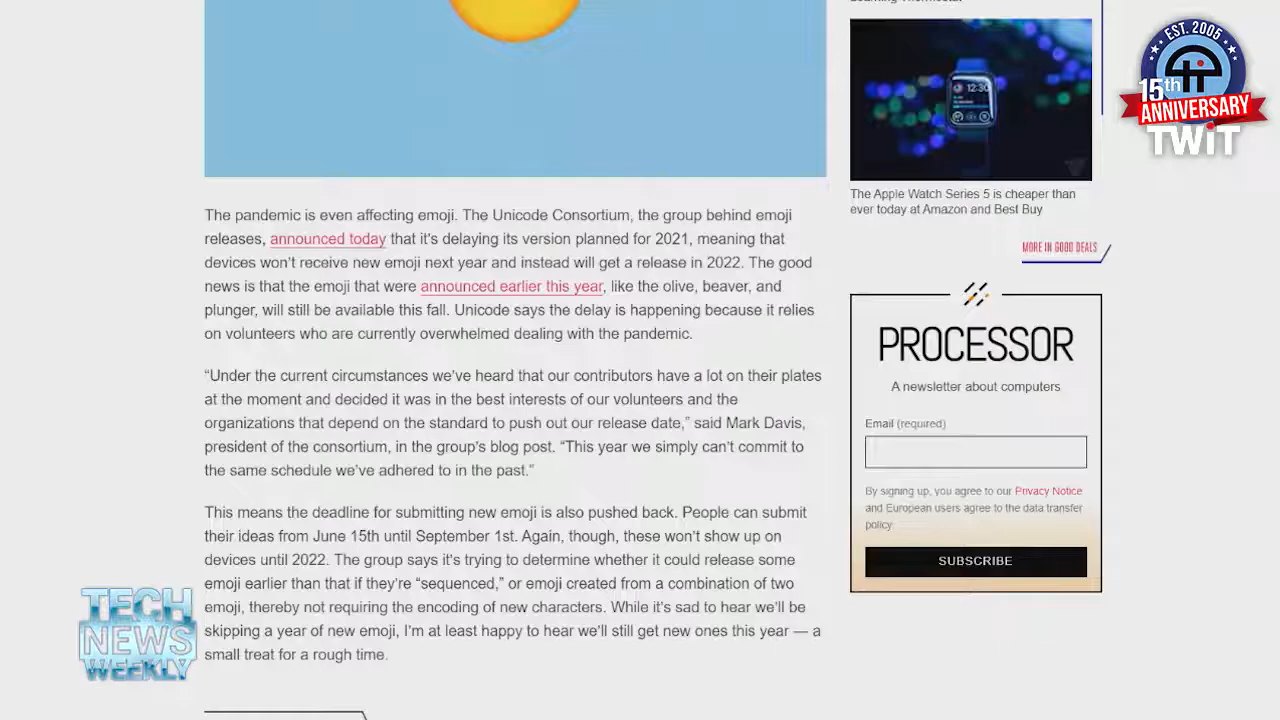 The pandemic is even affecting emoji. The Unicode Consortium, the group behind emoji
releases, announced today that it's delaying its version planned for 2021, meaning that
devices won't receive new emoji next year and instead will get a release in 2022. The good
news is that the emoji that were announced earlier this year, like the olive, beaver, and
plunger, will still be available this fall. Unicode says the delay is happening because it relies
on volunteers who are currently overwhelmed dealing with the pandemic.
“Under the current circumstances we’ve heard that our contributors have a lot on their plates
at the moment and decided it was in the best interests of our volunteers and the
organizations that depend on the standard to push out our release date,” said Mark Davis,
president of the consortium, in the group’s blog post. “This year we simply can’t commit to
the same schedule we’ve adhered to in the past.”
This means the deadline for submitting new emoji is also pushed back. People can submit
their ideas from June 15th until September 1st. Again, though, these won’t show up on
devices until 2022. The group says it’s trying to determine whether it could release some
emoji earlier than that if they’re “sequenced,” or emoji created from a combination of two
emoji, thereby not requiring the encoding of new characters. While it’s sad to hear we’ll be
skipping a year of new emoji, I’m at least happy to hear we’ll still get new ones this year — a
small treat for a rough time.
12:30
The Apple Watch Series 5 is cheaper than
ever today at Amazon and Best Buy
MORE IN GOOD DEALS
PROCESSOR
A newsletter about computers
Email (required)
By signing up, you agree to our Privacy Notice
and European users agree to the data transfer
policy.
SUBSCRIBE
EST. 2005
15th
ANNIVERSARY
TWiT
TECH
NEWS
WEEKLY